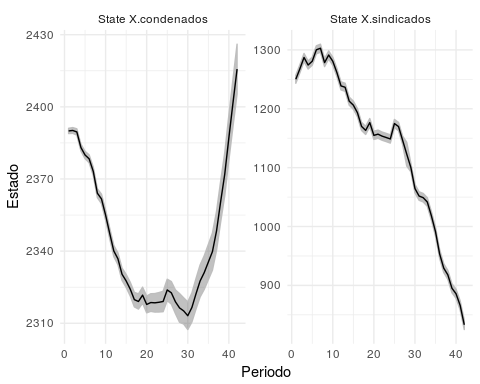 State X.condenados
State X.sindicados
2430
2400
2370
2340
2310
1300
1200
1100
1000
900
Estado
0 10 20 30 40
0 10 20 30 40
Periodo